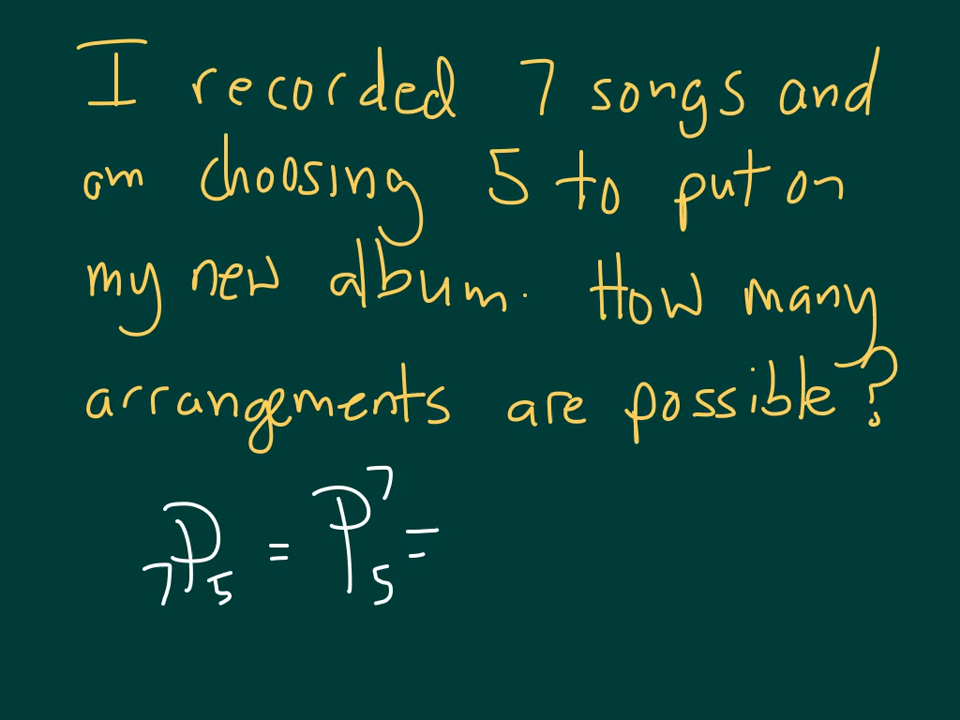 I recorded 7 songs and
am choosing 5 to put on
my new album. How many
arrangements are possible?
₇P₅ = P⁷₅ =